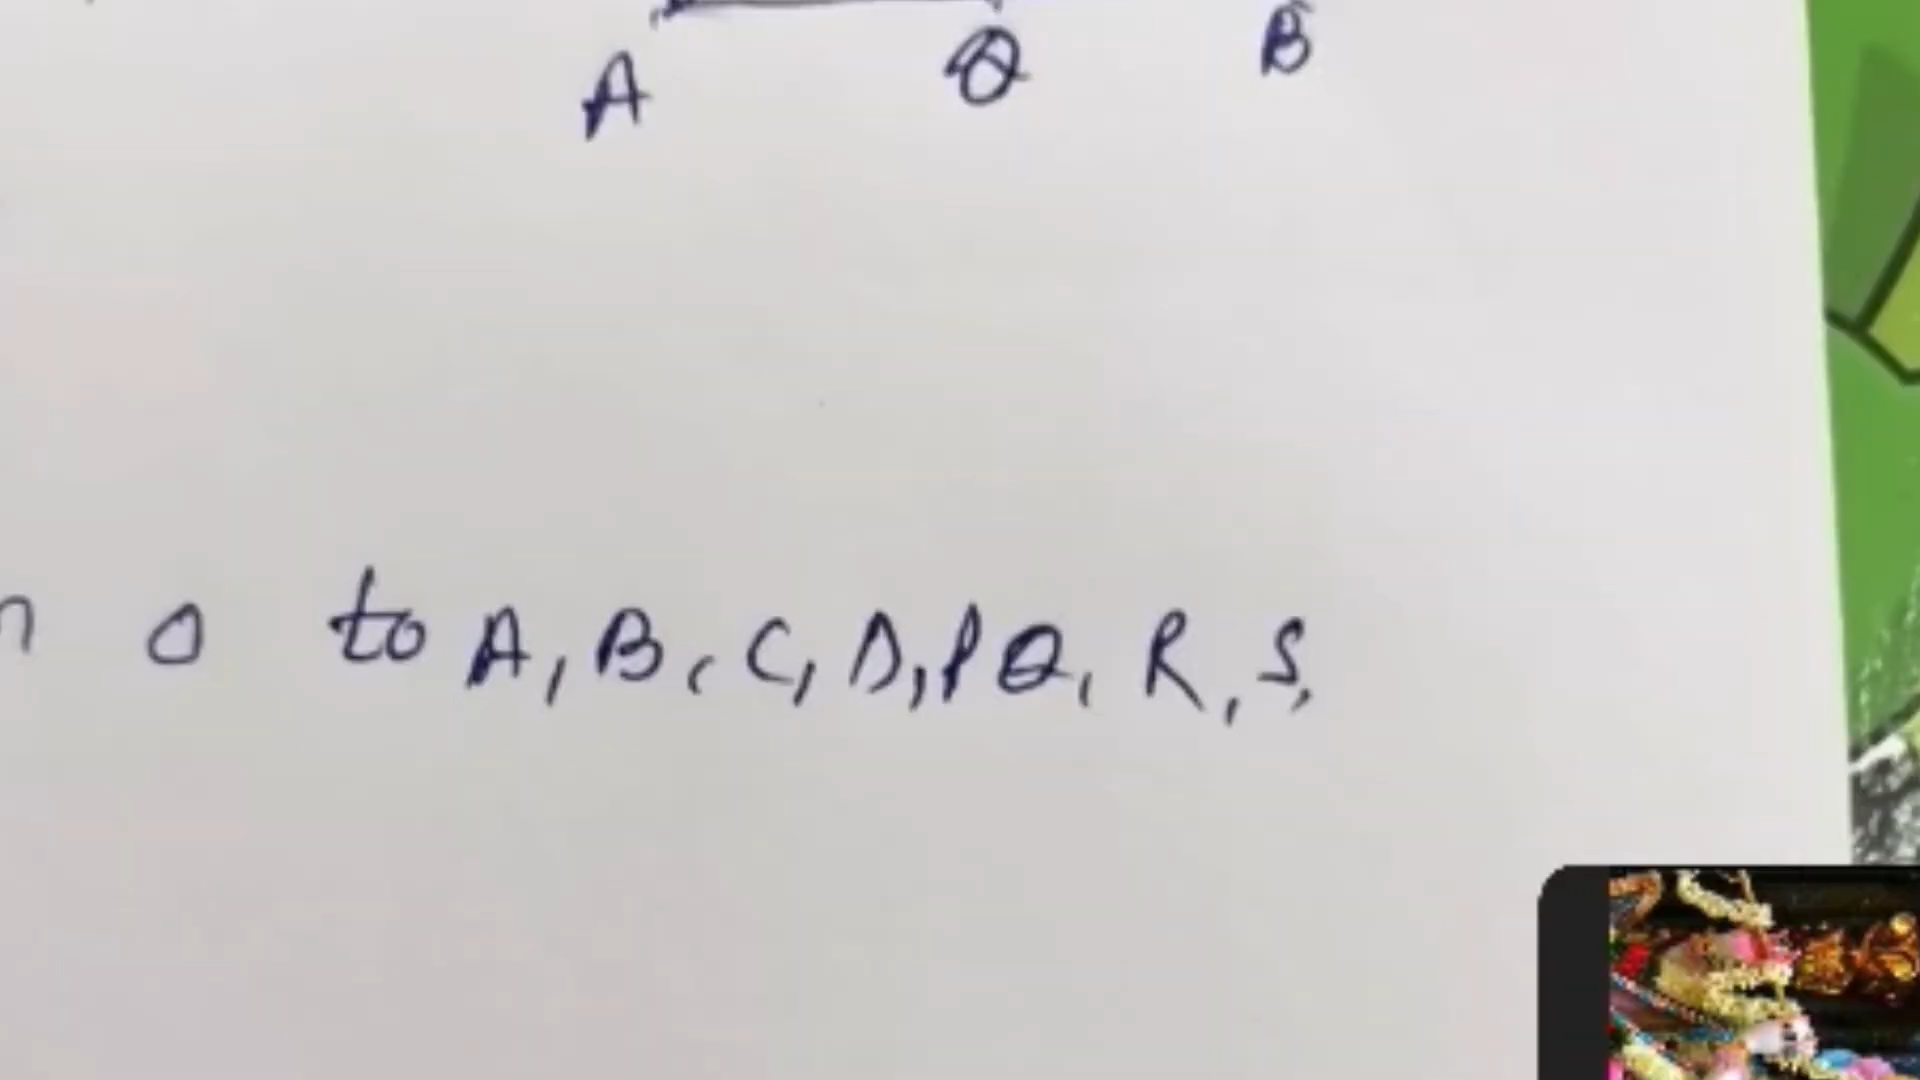 A Q B
n O to A, B, C, D, P Q, R, S,